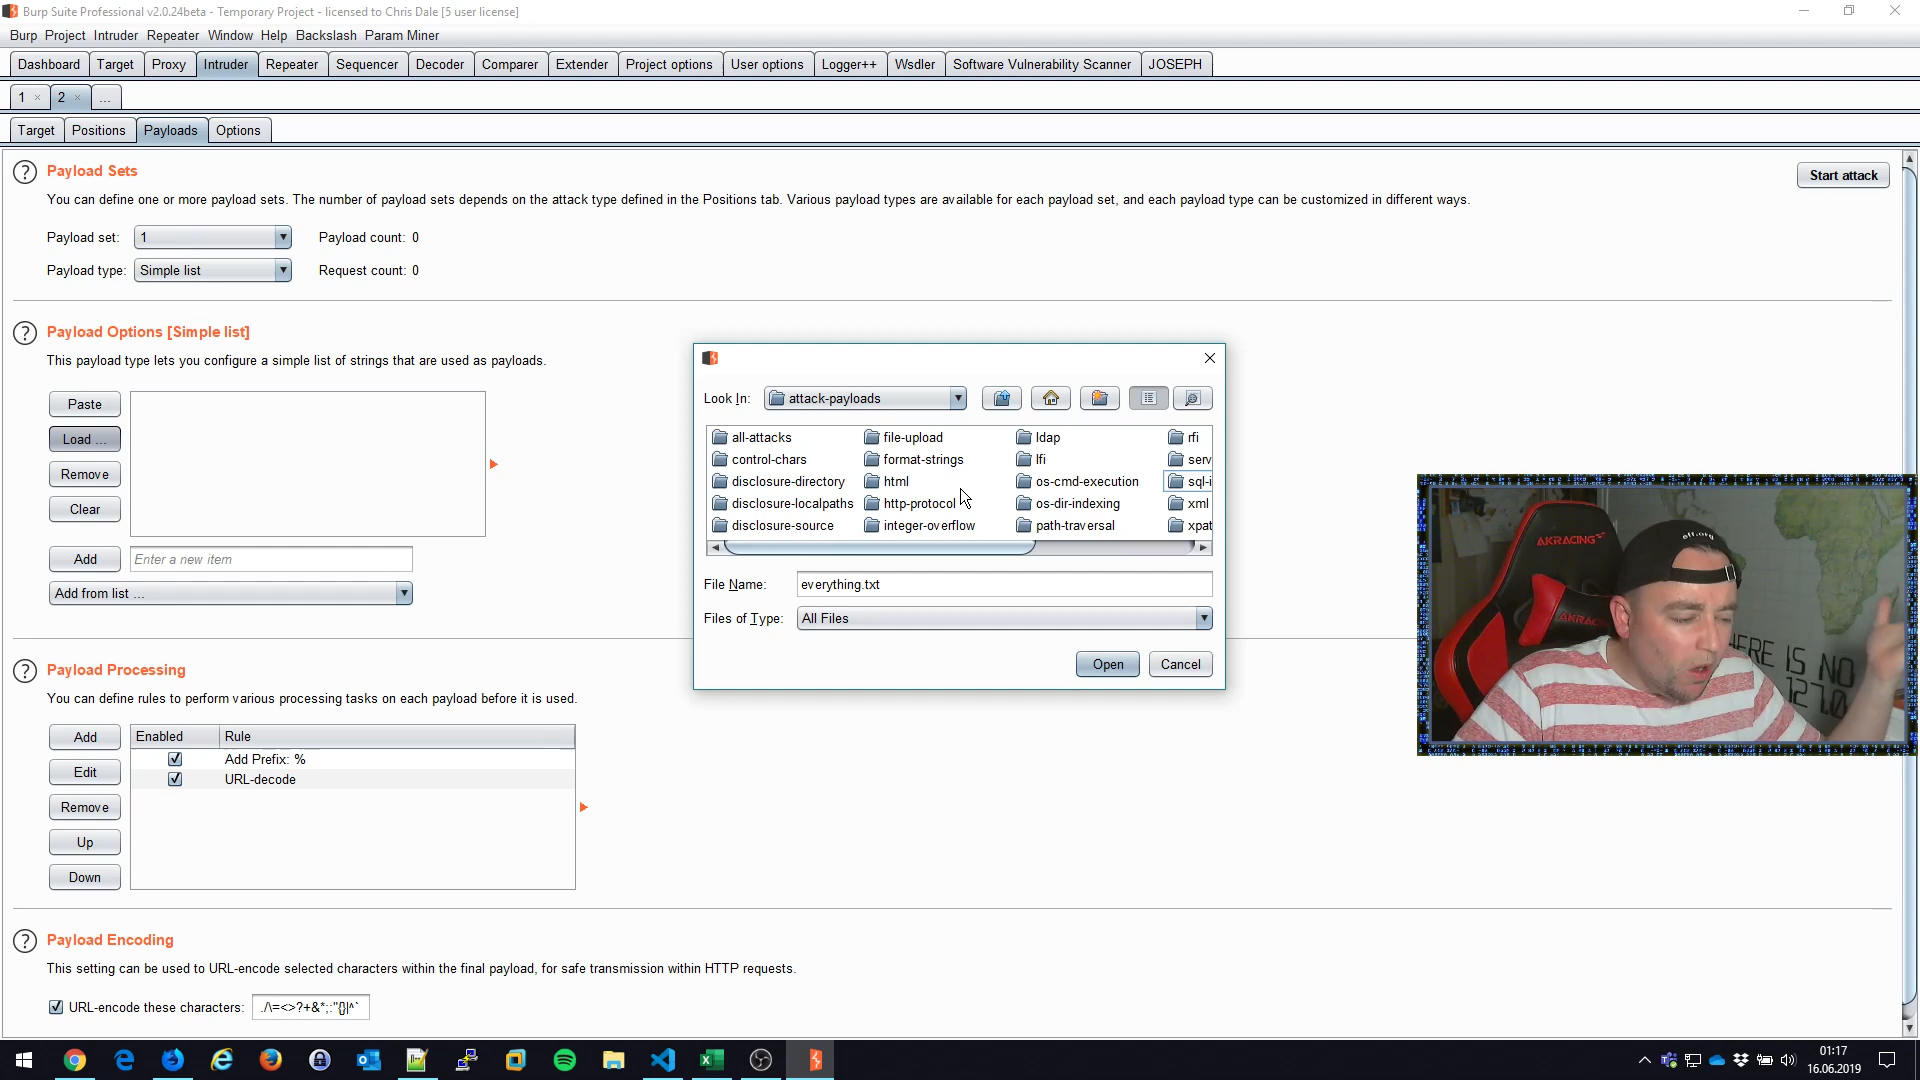 Burp Suite Professional v2.0.24beta - Temporary Project - licensed to Chris Dale [5 user license]
Burp Project Intruder Repeater Window Help Backslash Param Miner
Dashboard Target Proxy Intruder Repeater Sequencer Decoder Comparer Extender Project options User options Logger++ Wsdler Software Vulnerability Scanner JOSEPH
1 × 2 × ...
Target Positions Payloads Options
? Payload Sets
Start attack
You can define one or more payload sets. The number of payload sets depends on the attack type defined in the Positions tab. Various payload types are available for each payload set, and each payload type can be customized in different ways.
Payload set: 1 Payload count: 0
Payload type: Simple list Request count: 0
? Payload Options [Simple list]
This payload type lets you configure a simple list of strings that are used as payloads.
Paste
Load ...
Remove
Clear
Add Enter a new item
Add from list ...
Look In: attack-payloads
all-attacks file-upload ldap rfi
control-chars format-strings lfi serv
disclosure-directory html os-cmd-execution sql-i
disclosure-localpaths http-protocol os-dir-indexing xml
disclosure-source integer-overflow path-traversal xpat
File Name: everything.txt
Files of Type: All Files
Open Cancel
AKRACING
eff.org
AKRACING
HERE IS NO
127.0
? Payload Processing
You can define rules to perform various processing tasks on each payload before it is used.
Add
Edit
Remove
Up
Down
Enabled Rule
Add Prefix: %
URL-decode
? Payload Encoding
This setting can be used to URL-encode selected characters within the final payload, for safe transmission within HTTP requests.
URL-encode these characters: ./\=<>?+&*;:"{}|^`
01:17
16.06.2019